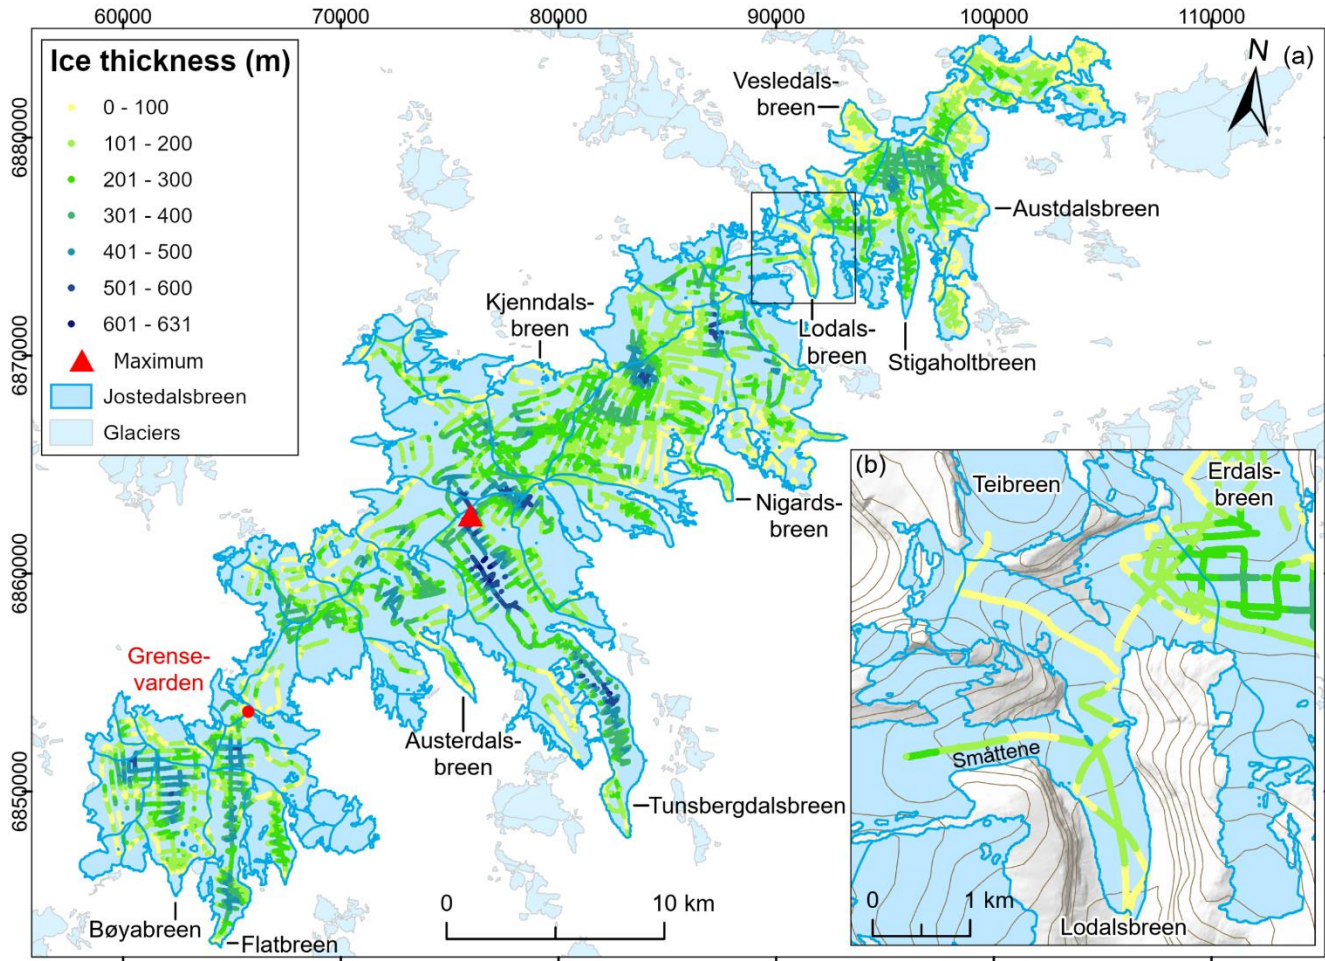 60000
70000
80000
90000
100000
110000
Ice thickness (m)
0 - 100
101 - 200
201 - 300
301 - 400
401 - 500
501 - 600
601 - 631
Maximum
Jostedalsbreen
Glaciers
(a)
N
6880000
6870000
6860000
6850000
Vesledals-
breen
Austdalsbreen
Kjenndals-
breen
Lodals-
breen
Stigaholtbreen
Nigards-
breen
Grense-
varden
Austerdals-
breen
Tunsbergdalsbreen
Bøyabreen
Flatbreen
0
10 km
(b)
Teibreen
Erdals-
breen
Småttene
0
1 km
Lodalsbreen